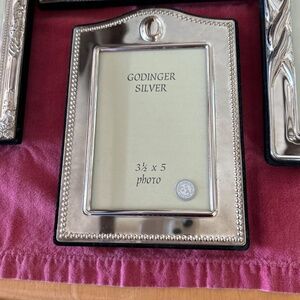 GODINGER
SILVER
3½ x 5
photo